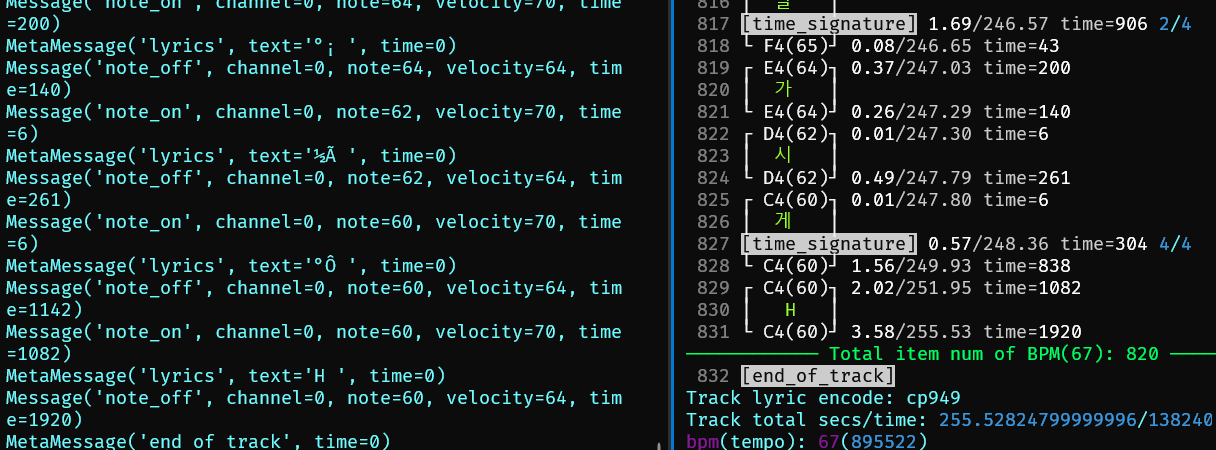 Message('note_on', channel=0, note=64, velocity=70, time
=200)
MetaMessage('lyrics', text='°¡ ', time=0)
Message('note_off', channel=0, note=64, velocity=64, tim
e=140)
Message('note_on', channel=0, note=62, velocity=70, time
=6)
MetaMessage('lyrics', text='½Ã ', time=0)
Message('note_off', channel=0, note=62, velocity=64, tim
e=261)
Message('note_on', channel=0, note=60, velocity=70, time
=6)
MetaMessage('lyrics', text='°Ô ', time=0)
Message('note_off', channel=0, note=60, velocity=64, tim
e=1142)
Message('note_on', channel=0, note=60, velocity=70, time
=1082)
MetaMessage('lyrics', text='H ', time=0)
Message('note_off', channel=0, note=60, velocity=64, tim
e=1920)
MetaMessage('end_of_track', time=0)
816
817 [time_signature] 1.69/246.57 time=906 2/4
818 └ F4(65)┘ 0.08/246.65 time=43
819 ┌ E4(64)┐ 0.37/247.03 time=200
820 │ 가 │
821 └ E4(64)┘ 0.26/247.29 time=140
822 ┌ D4(62)┐ 0.01/247.30 time=6
823 │ 시 │
824 └ D4(62)┘ 0.49/247.79 time=261
825 ┌ C4(60)┐ 0.01/247.80 time=6
826 │ 게 │
827 [time_signature] 0.57/248.36 time=304 4/4
828 └ C4(60)┘ 1.56/249.93 time=838
829 ┌ C4(60)┐ 2.02/251.95 time=1082
830 │ H │
831 └ C4(60)┘ 3.58/255.53 time=1920
Total item num of BPM(67): 820
832 [end_of_track]
Track lyric encode: cp949
Track total secs/time: 255.52824799999996/138240
bpm(tempo): 67(895522)